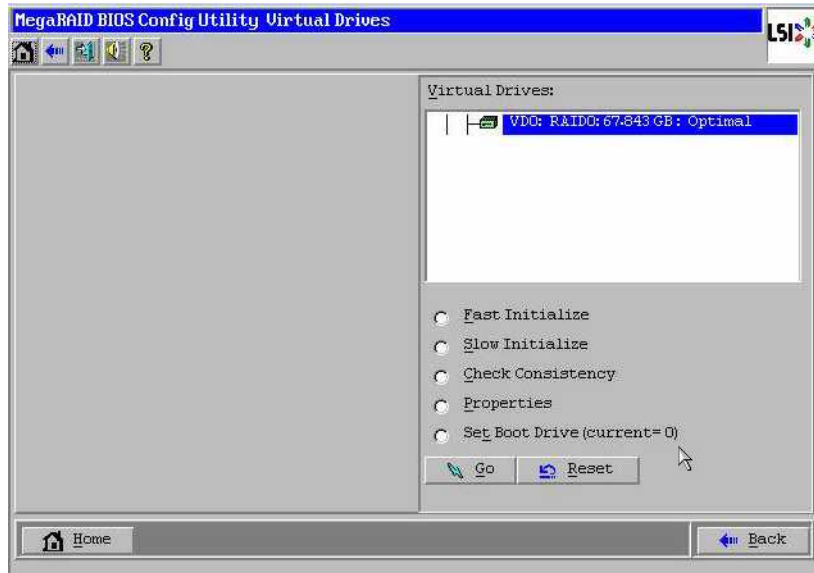 MegaRAID BIOS Config Utility Virtual Drives
LSI
?
Virtual Drives:
VD0: RAID0: 67.843 GB: Optimal
Fast Initialize
Slow Initialize
Check Consistency
Properties
Set Boot Drive (current= 0)
Go
Reset
Home
Back